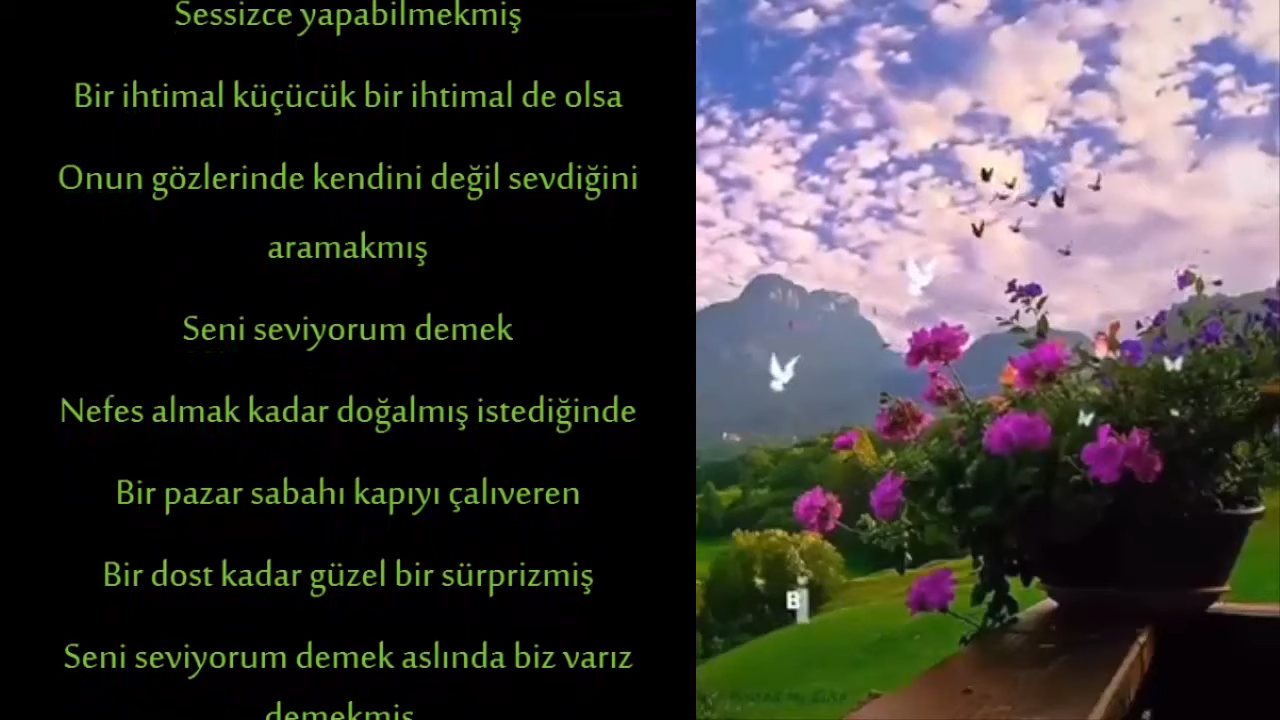 Sessizce yapabilmekmiş
Bir ihtimal küçücük bir ihtimal de olsa
Onun gözlerinde kendini değil sevdiğini
aramakmış
Seni seviyorum demek
Nefes almak kadar doğalmış istediğinde
Bir pazar sabahı kapıyı çalıveren
Bir dost kadar güzel bir sürprizmiş
Seni seviyorum demek aslında biz varız
demekmiş
B